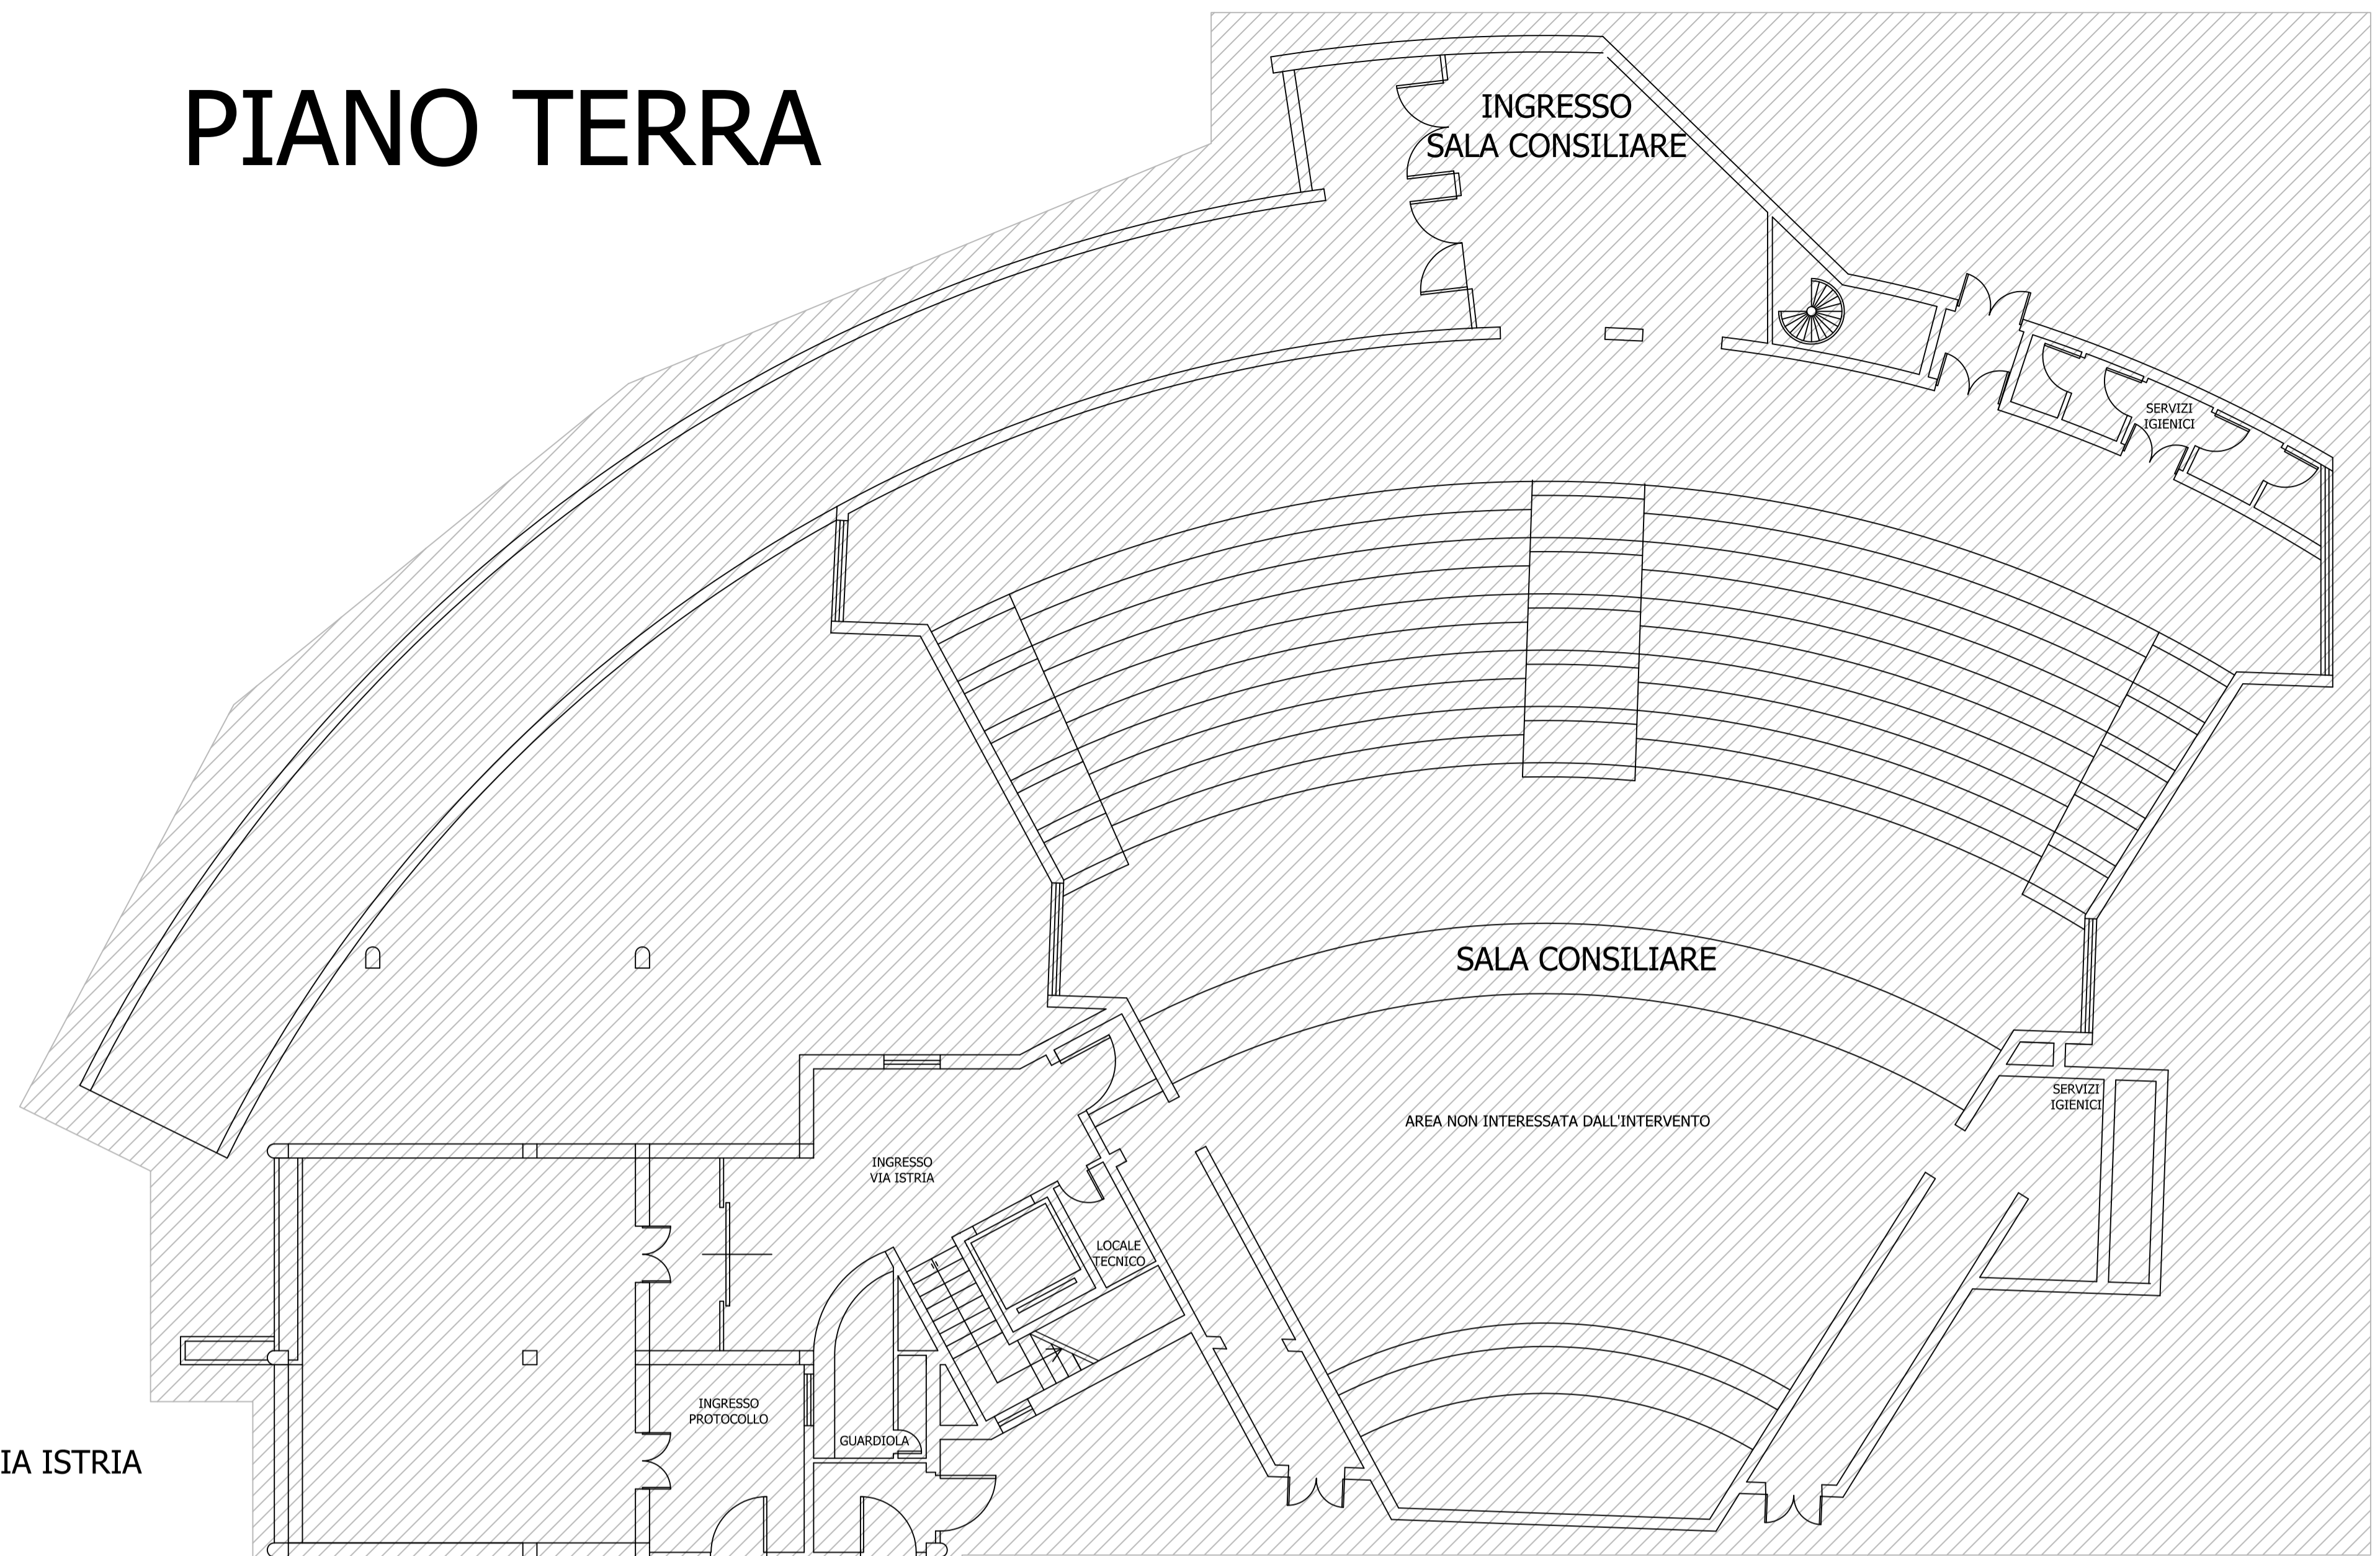 PIANO TERRA
INGRESSO
SALA CONSILIARE
SERVIZI
IGIENICI
SALA CONSILIARE
SERVIZI
IGIENICI
AREA NON INTERESSATA DALL'INTERVENTO
INGRESSO
VIA ISTRIA
LOCALE
TECNICO
INGRESSO
PROTOCOLLO
GUARDIOLA
IA ISTRIA